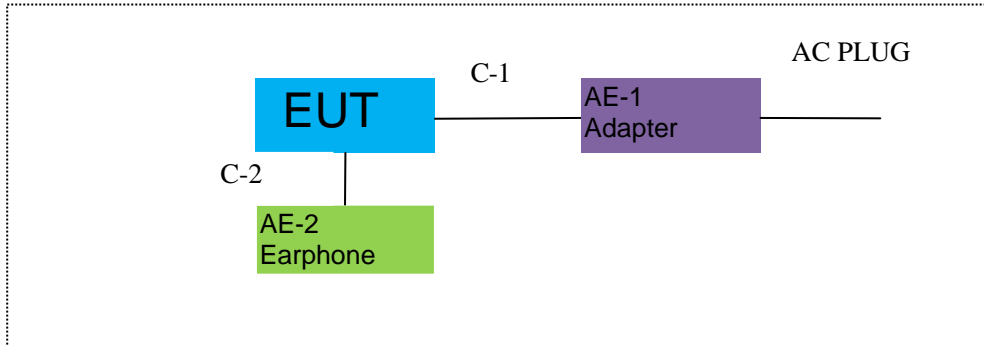 AC PLUG
C-1
EUT
AE-1
Adapter
C-2
AE-2
Earphone